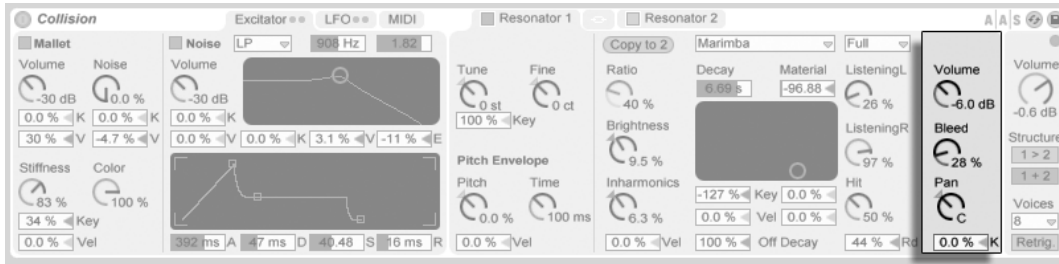 Collision
Excitator LFO MIDI
Resonator 1
Resonator 2
A A S
Mallet
Volume Noise
-30 dB 0.0 %
0.0 % K 0.0 % K
30 % V -4.7 % V
Stiffness Color
83 % 100 %
34 % Key
0.0 % Vel
Noise LP 908 Hz 1.82
Volume
-30 dB
0.0 % K
0.0 % V 0.0 % K 3.1 % V -11 % E
392 ms A 47 ms D 40.48 S 16 ms R
Tune Fine
0 st 0 ct
100 % Key
Pitch Envelope
Pitch Time
0.0 % 100 ms
0.0 % Vel
Copy to 2
Ratio
40 %
Brightness
9.5 %
Inharmonics
6.3 %
0.0 % Vel
Marimba Full
Decay Material
6.69 s -96.88
-127 % Key 0.0 %
0.0 % Vel 0.0 %
100 % Off Decay
ListeningL
26 %
ListeningR
97 %
Hit
50 %
44 % Rd
Volume
-6.0 dB
Bleed
28 %
Pan
C
0.0 % K
Volume
-0.6 dB
Structure
1 > 2
1 + 2
Voices
8
Retrig.